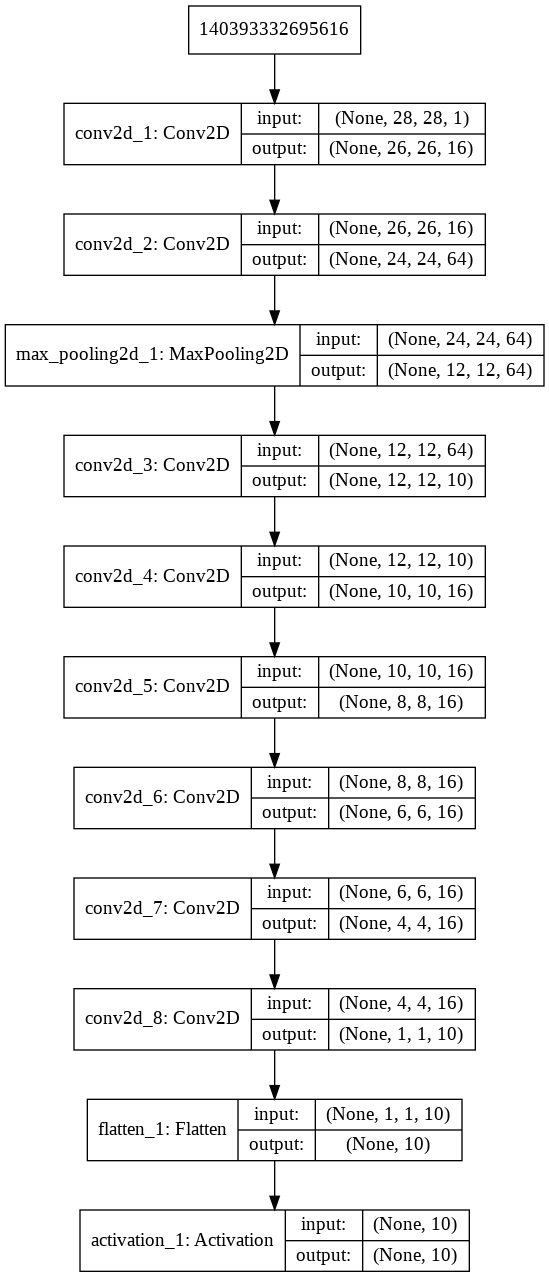 140393332695616
conv2d_1: Conv2D
input: (None, 28, 28, 1)
output: (None, 26, 26, 16)
conv2d_2: Conv2D
input: (None, 26, 26, 16)
output: (None, 24, 24, 64)
max_pooling2d_1: MaxPooling2D
input: (None, 24, 24, 64)
output: (None, 12, 12, 64)
conv2d_3: Conv2D
input: (None, 12, 12, 64)
output: (None, 12, 12, 10)
conv2d_4: Conv2D
input: (None, 12, 12, 10)
output: (None, 10, 10, 16)
conv2d_5: Conv2D
input: (None, 10, 10, 16)
output: (None, 8, 8, 16)
conv2d_6: Conv2D
input: (None, 8, 8, 16)
output: (None, 6, 6, 16)
conv2d_7: Conv2D
input: (None, 6, 6, 16)
output: (None, 4, 4, 16)
conv2d_8: Conv2D
input: (None, 4, 4, 16)
output: (None, 1, 1, 10)
flatten_1: Flatten
input: (None, 1, 1, 10)
output: (None, 10)
activation_1: Activation
input: (None, 10)
output: (None, 10)